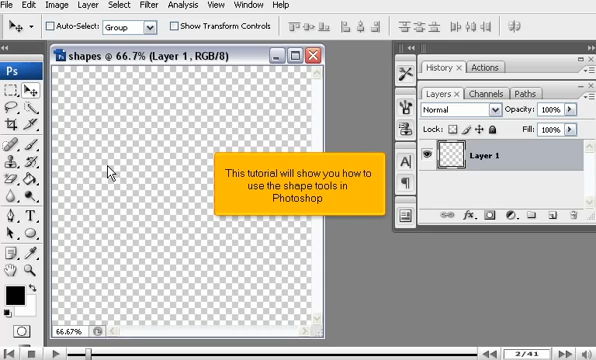 File Edit Image Layer Select Filter Analysis View Window Help
Auto-Select: Group Show Transform Controls
shapes @ 66.7% (Layer 1, RGB/8)
Ps
This tutorial will show you how to
use the shape tools in
Photoshop
History × Actions
Layers × Channels Paths
Normal Opacity: 100%
Lock: Fill: 100%
Layer 1
66.67%
2/41